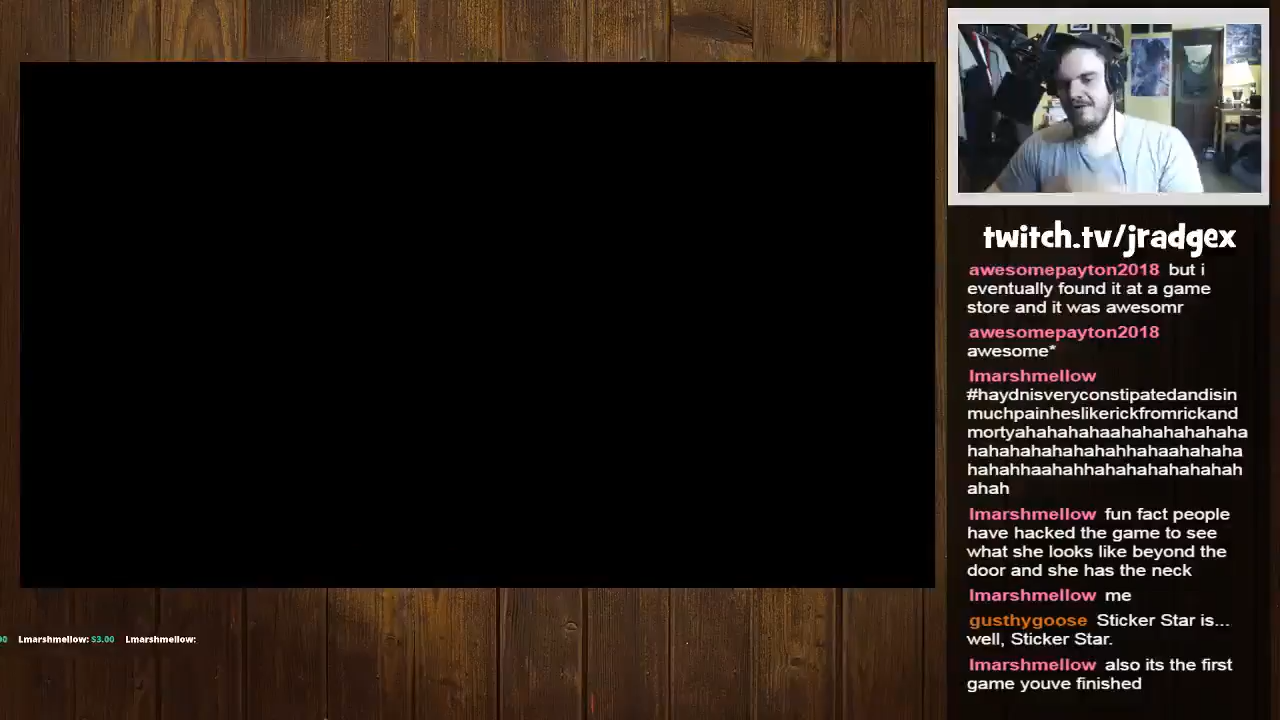 twitch.tv/jradgex
awesomepayton2018 but i
eventually found it at a game
store and it was awesomr
awesomepayton2018
awesome*
lmarshmellow
#haydnisveryconstipatedandisin
muchpainheslikerickfromrickand
mortyahahahahaahahahahahaha
hahahahahahahahhahaahahaha
hahahhaahahhahahahahahahah
ahah
lmarshmellow fun fact people
have hacked the game to see
what she looks like beyond the
door and she has the neck
lmarshmellow me
gusthygoose Sticker Star is...
well, Sticker Star.
lmarshmellow also its the first
game youve finished
00 Lmarshmellow: $3.00 Lmarshmellow: